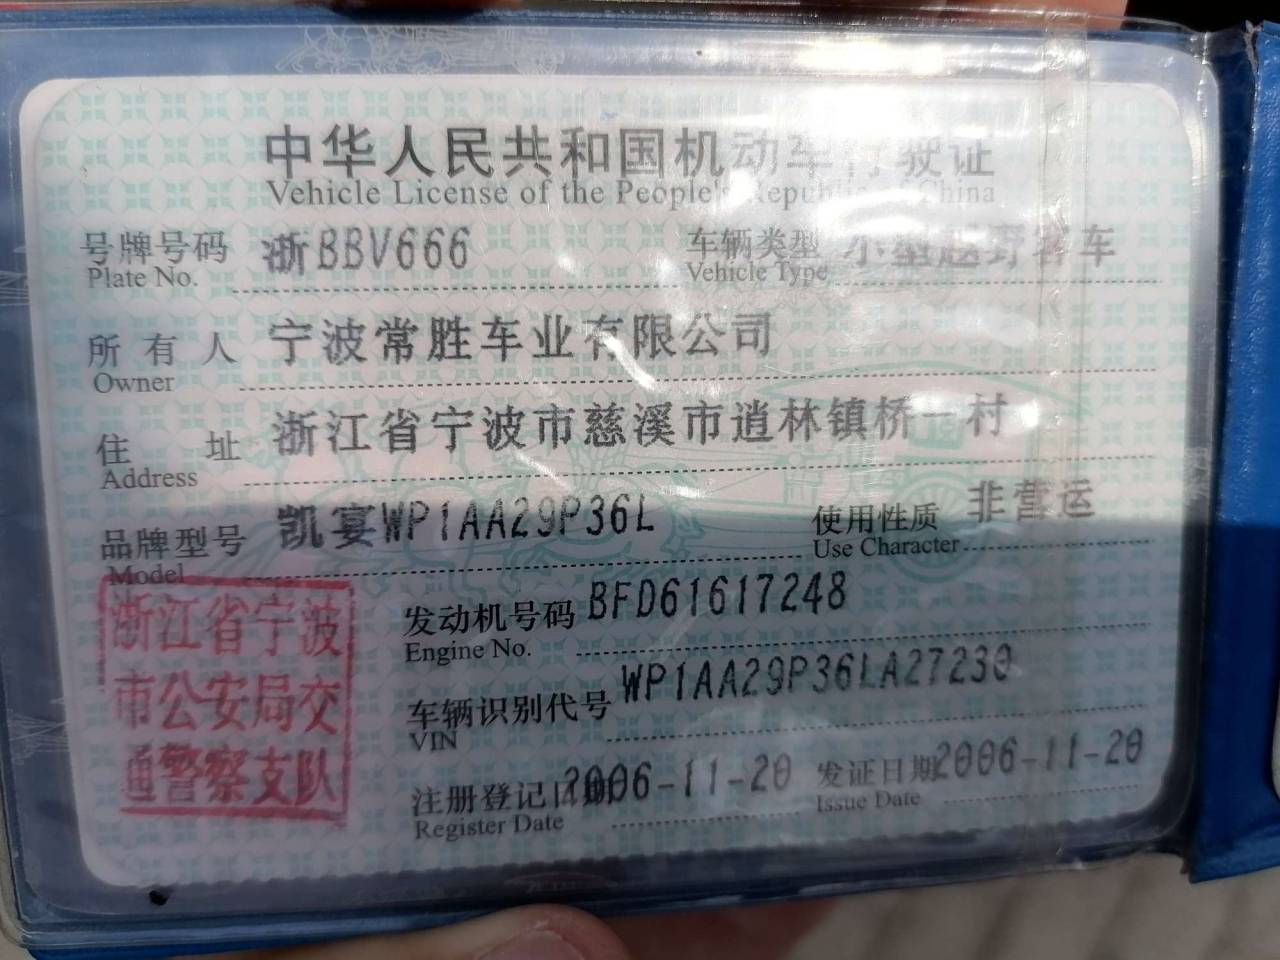 中华人民共和国机动车行驶证
Vehicle License of the People's Republic of China
号牌号码 浙BBV666 车辆类型 小型越野客车
Plate No. Vehicle Type
所有人 宁波常胜车业有限公司
Owner
住址 浙江省宁波市慈溪市逍林镇桥一村
Address
品牌型号 凯宴WP1AA29P36L 使用性质 非营运
Model Use Character
浙江省宁波
市公安局交
通警察支队
发动机号码 BFD61617248
Engine No.
车辆识别代号 WP1AA29P36LA27230
VIN
注册登记日期 2006-11-20 发证日期 2006-11-20
Register Date Issue Date